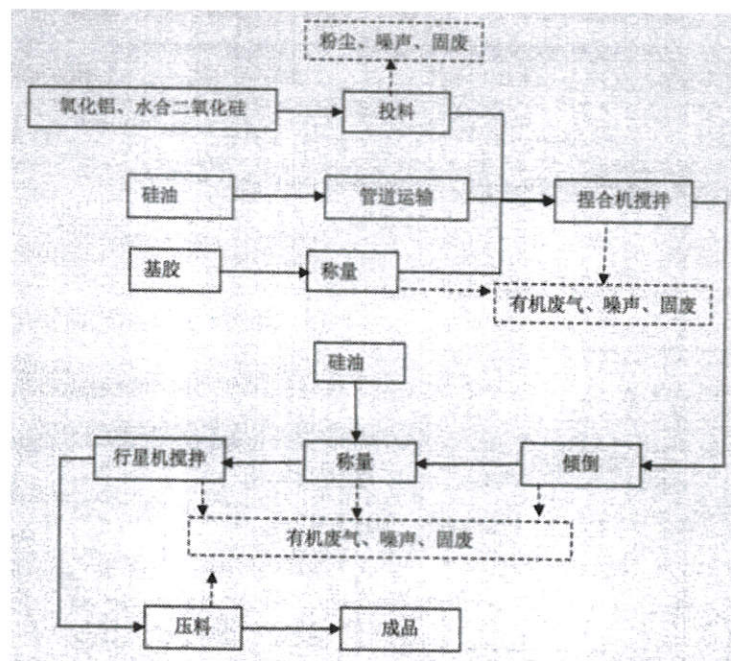 粉尘、噪声、固废
氧化铝、水合二氧化硅
投料
硅油
管道运输
捏合机搅拌
基胶
称量
有机废气、噪声、固废
硅油
行星机搅拌
称量
倾倒
有机废气、噪声、固废
压料
成品